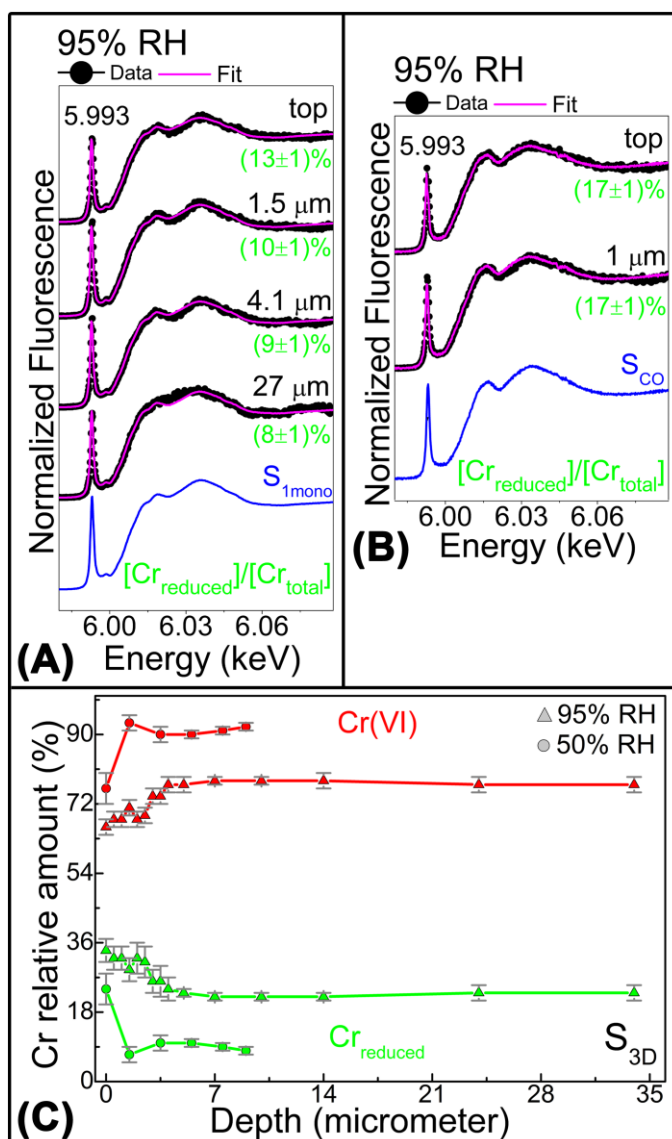 95% RH
Data Fit
5.993
top
(13±1)%
1.5 μm
(10±1)%
4.1 μm
(9±1)%
27 μm
(8±1)%
S1mono
[Crreduced]/[Crtotal]
Normalized Fluorescence
6.00 6.03 6.06
Energy (keV)
(A)
95% RH
Data Fit
5.993
top
(17±1)%
1 μm
(17±1)%
SCO
[Crreduced]/[Crtotal]
Normalized Fluorescence
6.00 6.03 6.06
Energy (keV)
(B)
Cr relative amount (%)
90
72
54
36
18
0
Cr(VI)
95% RH
50% RH
Crreduced
S3D
0 7 14 21 28 35
Depth (micrometer)
(C)